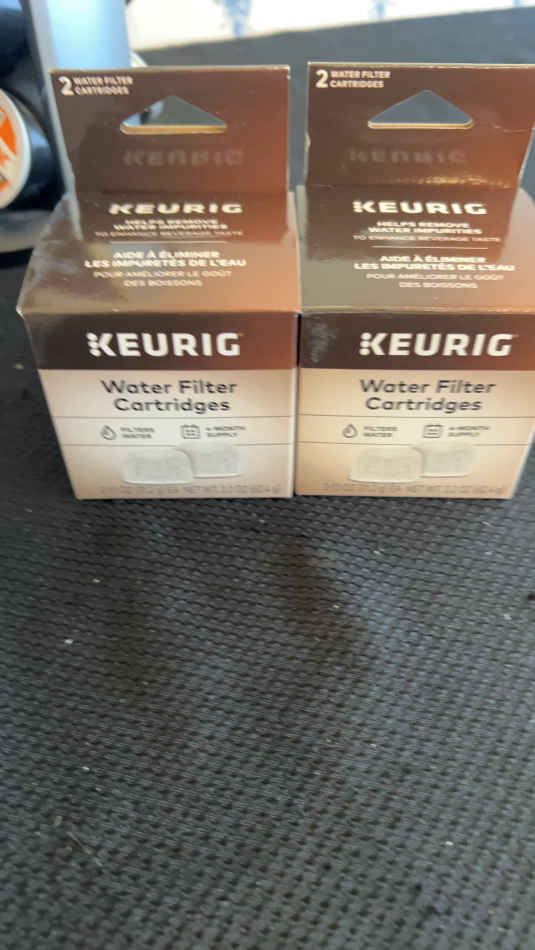 2 WATER FILTER
CARTRIDGES
KEURIG
KEURIG
HELPS REMOVE
WATER IMPURITIES
TO ENHANCE BEVERAGE TASTE
AIDE À ÉLIMINER
LES IMPURETÉS DE L'EAU
POUR AMÉLIORER LE GOÛT
DES BOISSONS
KEURIG
Water Filter
Cartridges
FILTERS
WATER
4-MONTH
SUPPLY
2 WATER FILTER
CARTRIDGES
KEURIG
KEURIG
HELPS REMOVE
WATER IMPURITIES
TO ENHANCE BEVERAGE TASTE
AIDE À ÉLIMINER
LES IMPURETÉS DE L'EAU
POUR AMÉLIORER LE GOÛT
DES BOISSONS
KEURIG
Water Filter
Cartridges
FILTERS
WATER
4-MONTH
SUPPLY